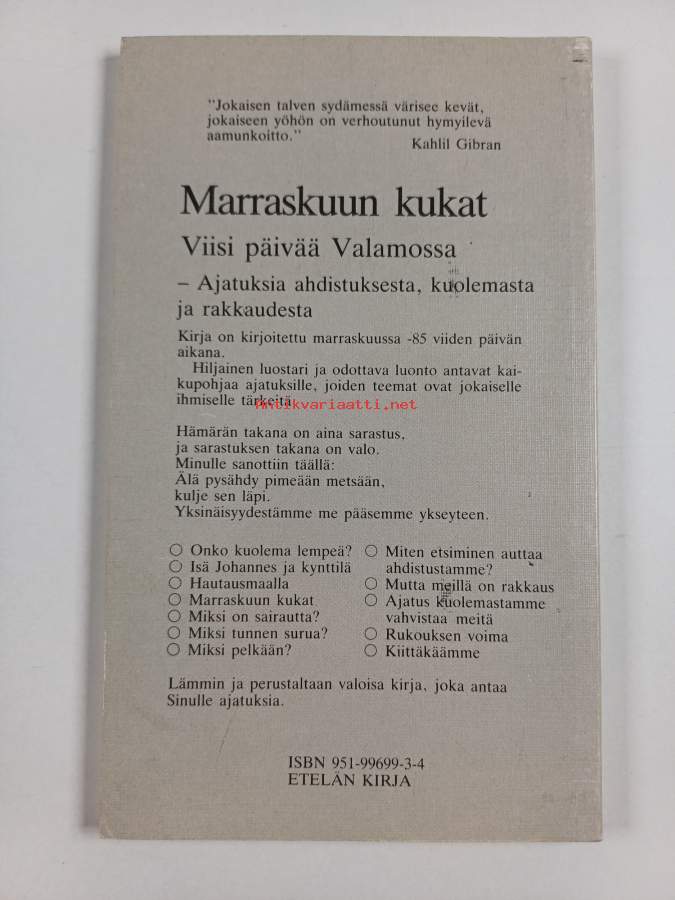 "Jokaisen talven sydämessä värisee kevät,
jokaiseen yöhön on verhoutunut hymyilevä
aamunkoitto."
Kahlil Gibran
Marraskuun kukat
Viisi päivää Valamossa
– Ajatuksia ahdistuksesta, kuolemasta
ja rakkaudesta
Kirja on kirjoitettu marraskuussa -85 viiden päivän
aikana.
Hiljainen luostari ja odottava luonto antavat kai-
kupohjaa ajatuksille, joiden teemat ovat jokaiselle
ihmiselle tärkeitä.
Antikvariaatti.net
Hämärän takana on aina sarastus,
ja sarastuksen takana on valo.
Minulle sanottiin täällä:
Älä pysähdy pimeään metsään,
kulje sen läpi.
Yksinäisyydestämme me pääsemme ykseyteen.
○ Onko kuolema lempeä?
○ Isä Johannes ja kynttilä
○ Hautausmaalla
○ Marraskuun kukat
○ Miksi on sairautta?
○ Miksi tunnen surua?
○ Miksi pelkään?
○ Miten etsiminen auttaa
ahdistustamme?
○ Mutta meillä on rakkaus
○ Ajatus kuolemastamme
vahvistaa meitä
○ Rukouksen voima
○ Kiittäkäämme
Lämmin ja perustaltaan valoisa kirja, joka antaa
Sinulle ajatuksia.
ISBN 951-99699-3-4
ETELÄN KIRJA